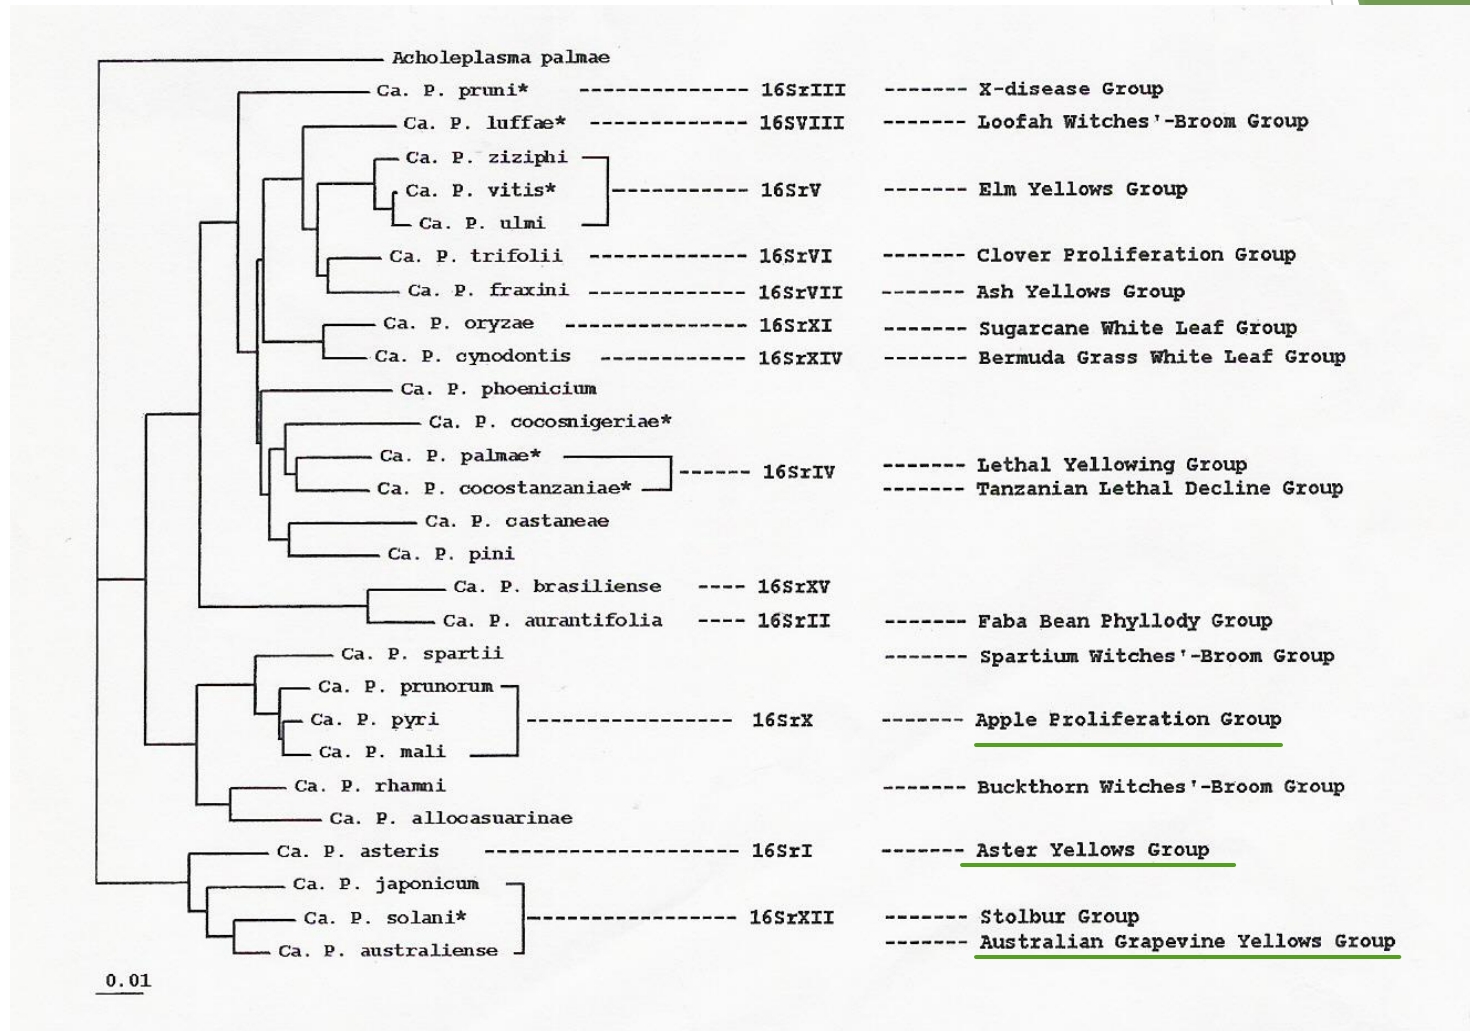 Acholeplasma palmae
Ca. P. pruni* 16SrIII X-disease Group
Ca. P. luffae* 16SVIII Loofah Witches'-Broom Group
Ca. P. ziziphi
Ca. P. vitis* 16SrV Elm Yellows Group
Ca. P. ulmi
Ca. P. trifolii 16SrVI Clover Proliferation Group
Ca. P. fraxini 16SrVII Ash Yellows Group
Ca. P. oryzae 16SrXI Sugarcane White Leaf Group
Ca. P. cynodontis 16SrXIV Bermuda Grass White Leaf Group
Ca. P. phoenicium
Ca. P. cocosnigeriae*
Ca. P. palmae* 16SrIV Lethal Yellowing Group
Ca. P. cocostanzaniae* Tanzanian Lethal Decline Group
Ca. P. castaneae
Ca. P. pini
Ca. P. brasiliense 16SrXV
Ca. P. aurantifolia 16SrII Faba Bean Phyllody Group
Ca. P. spartii Spartium Witches'-Broom Group
Ca. P. prunorum
Ca. P. pyri 16SrX Apple Proliferation Group
Ca. P. mali
Ca. P. rhamni Buckthorn Witches'-Broom Group
Ca. P. allocasuarinae
Ca. P. asteris 16SrI Aster Yellows Group
Ca. P. japonicum
Ca. P. solani* 16SrXII Stolbur Group
Ca. P. australiense Australian Grapevine Yellows Group
0.01